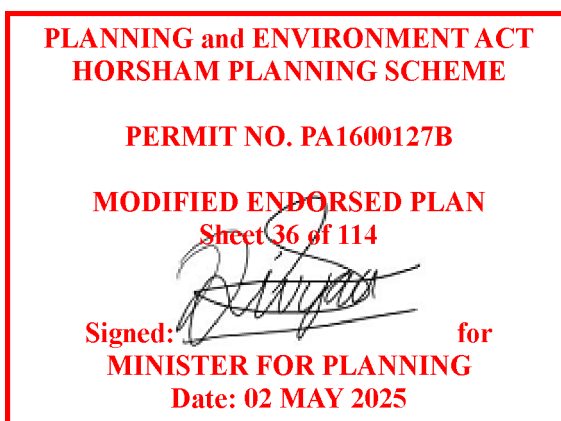 PLANNING and ENVIRONMENT ACT
HORSHAM PLANNING SCHEME
PERMIT NO. PA1600127B
MODIFIED ENDORSED PLAN
Sheet 36 of 114
Signed: for
MINISTER FOR PLANNING
Date: 02 MAY 2025